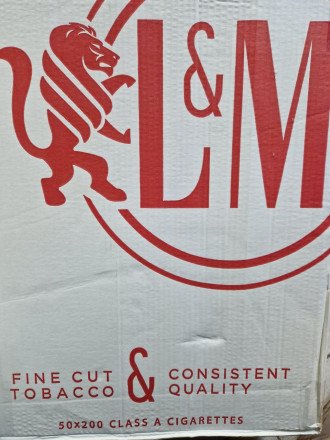 L&M
FINE CUT & CONSISTENT
TOBACCO QUALITY
50×200 CLASS A CIGARETTES